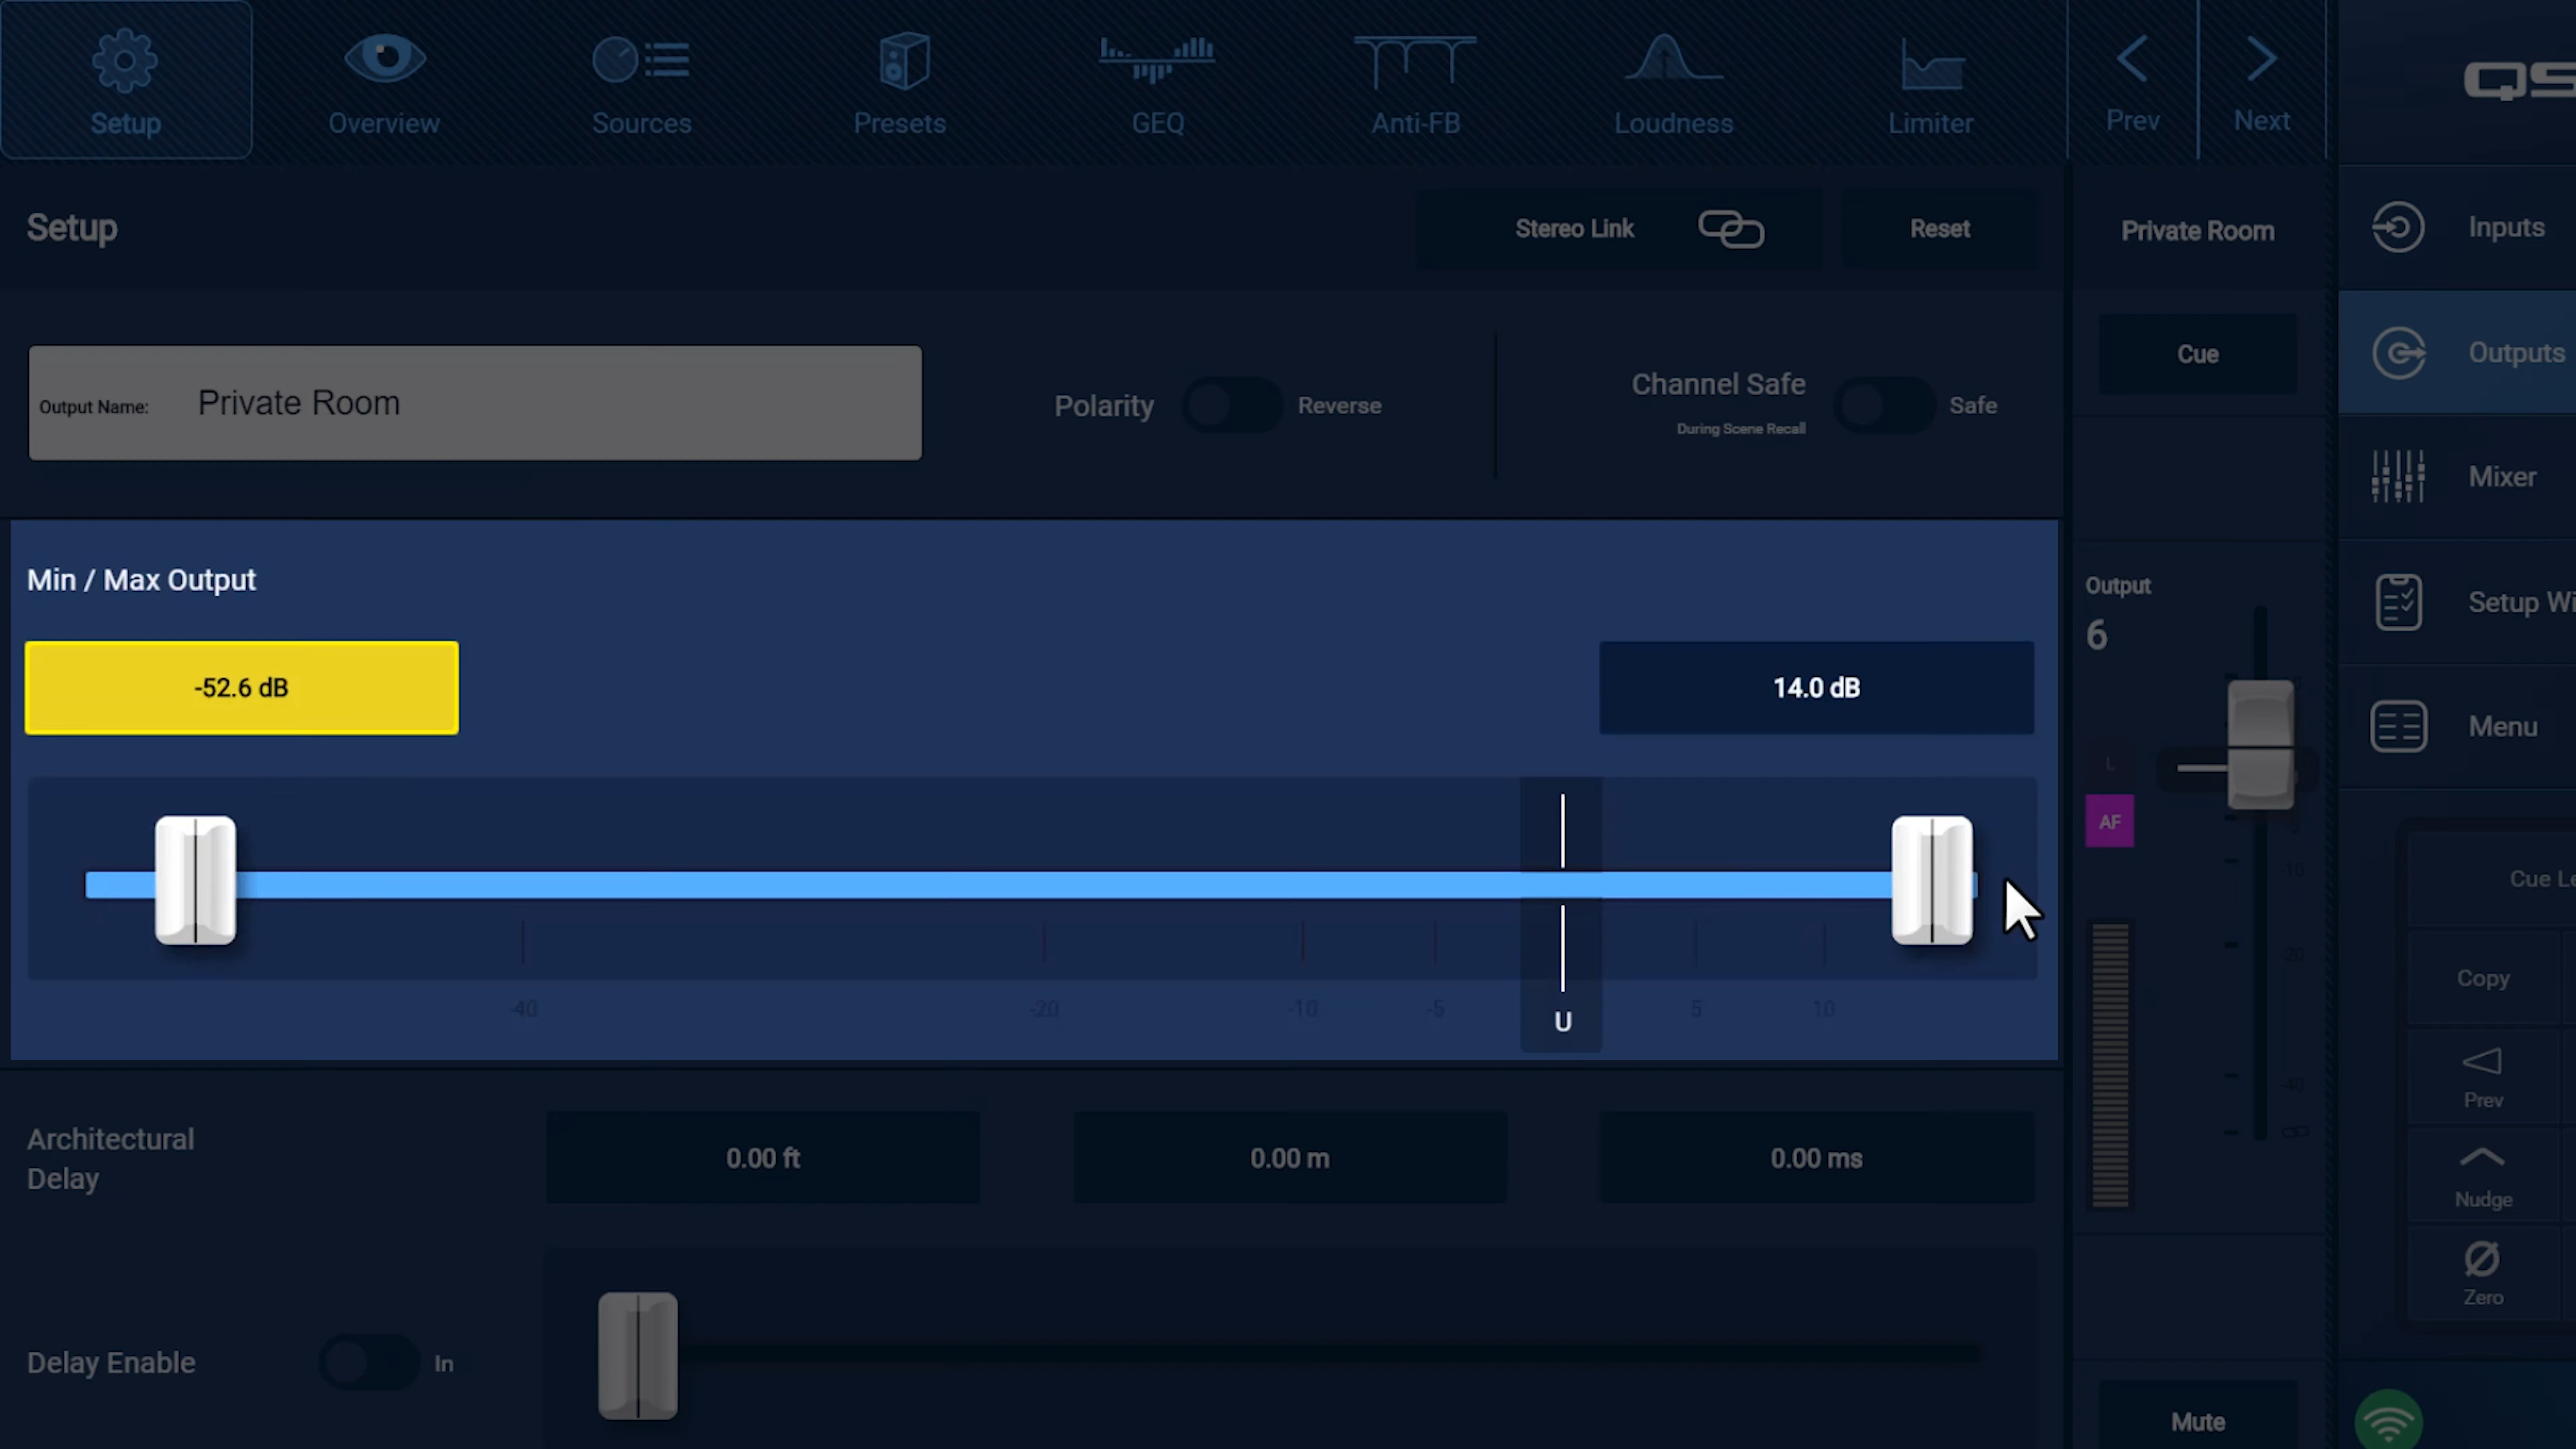 Setup
Overview
Sources
Presets
GEQ
Anti-FB
Loudness
Limiter
Prev
Next
Setup
Stereo Link
Reset
Private Room
Inputs
Output Name: Private Room
Polarity
Reverse
Channel Safe
During Scene Recall
Safe
Cue
Outputs
Mixer
Min / Max Output
Output
6
Setup Wi
-52.6 dB
14.0 dB
Menu
L
AF
-10
Cue Le
-20
Copy
-40
-20
-10
-5
U
5
10
-40
Prev
Architectural
Delay
0.00 ft
0.00 m
0.00 ms
Nudge
Zero
Delay Enable
In
Mute